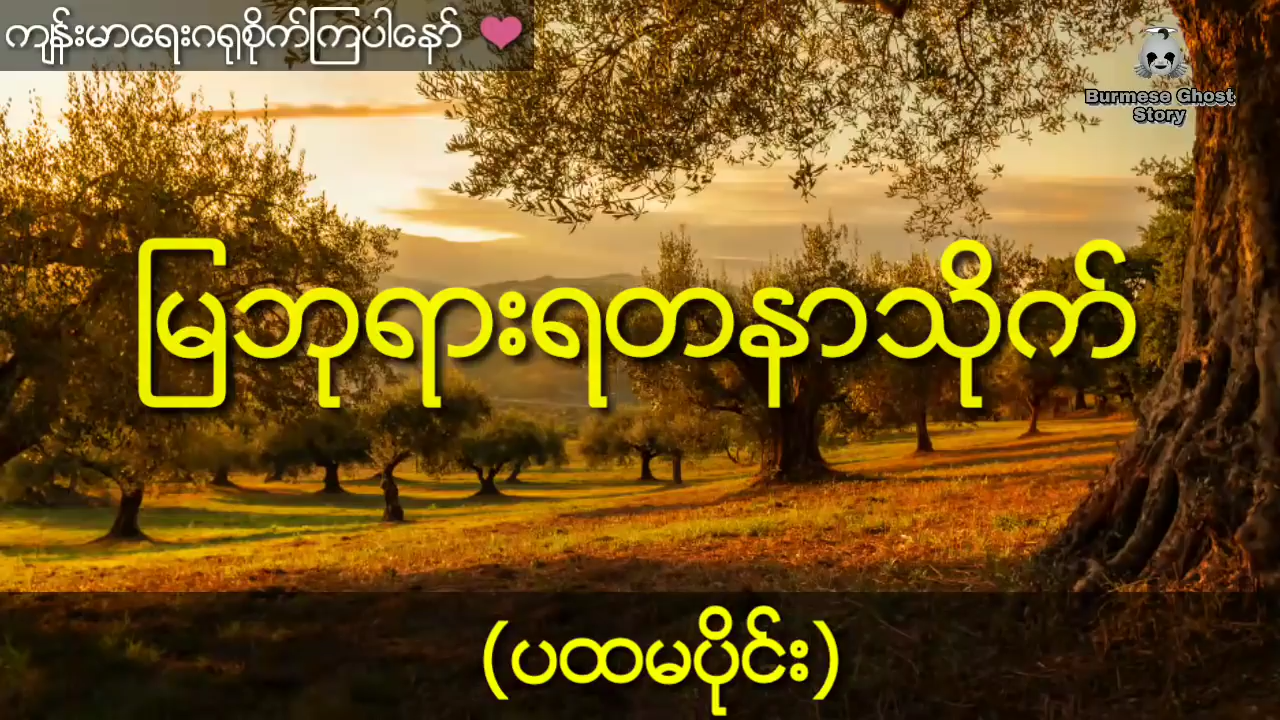 ကျန်းမာရေးဂရုစိုက်ကြပါနော် ❤
Burmese Ghost
Story
မြဘုရားရတနာသိုက်
(ပထမပိုင်း)